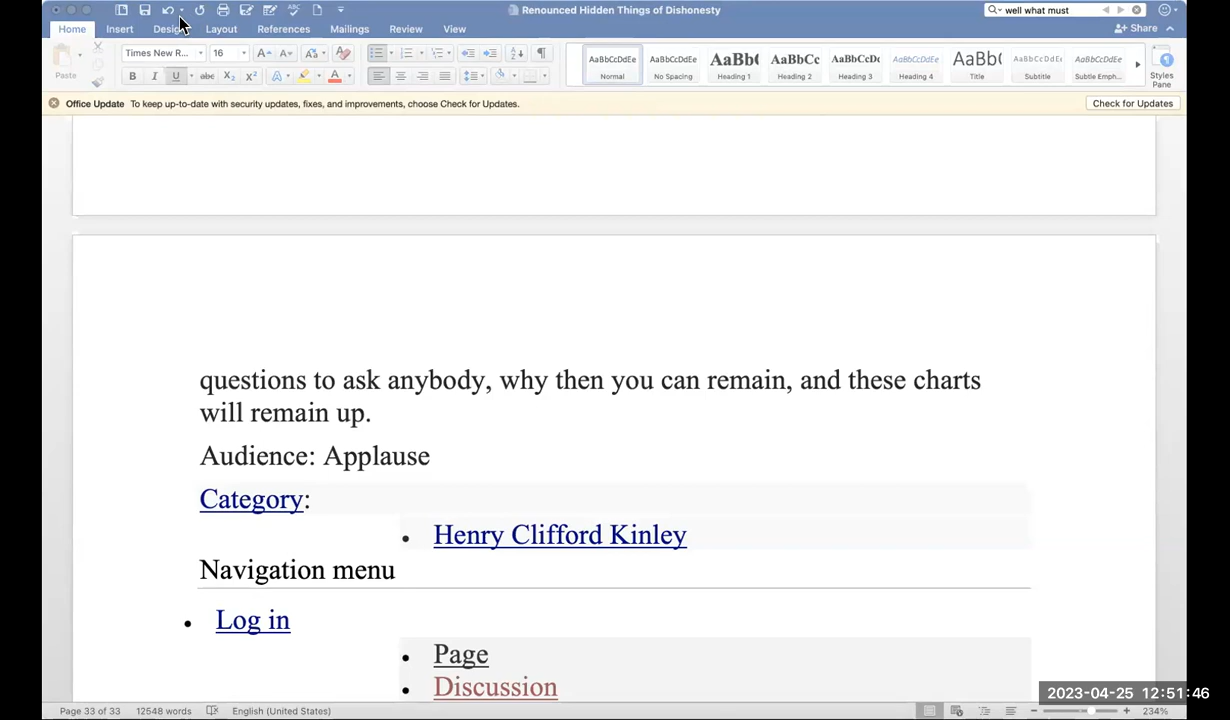 Renounced Hidden Things of Dishonesty
well what must
Home Insert Design Layout References Mailings Review View Share
Paste Times New R... 16 AaBbCcDdEe AaBbCcDdEe AaBb( AaBbCc AaBbCcDc AaBbCcDdEe AaBbC AaBbCcDdEe AaBbCcDdEe
B I U abc X₂ X² A A Normal No Spacing Heading 1 Heading 2 Heading 3 Heading 4 Title Subtitle Subtle Emph... Styles Pane
Office Update To keep up-to-date with security updates, fixes, and improvements, choose Check for Updates. Check for Updates
questions to ask anybody, why then you can remain, and these charts
will remain up.
Audience: Applause
Category:
• Henry Clifford Kinley
Navigation menu
• Log in
• Page
• Discussion
2023-04-25 12:51:46
Page 33 of 33 12548 words English (United States) 234%